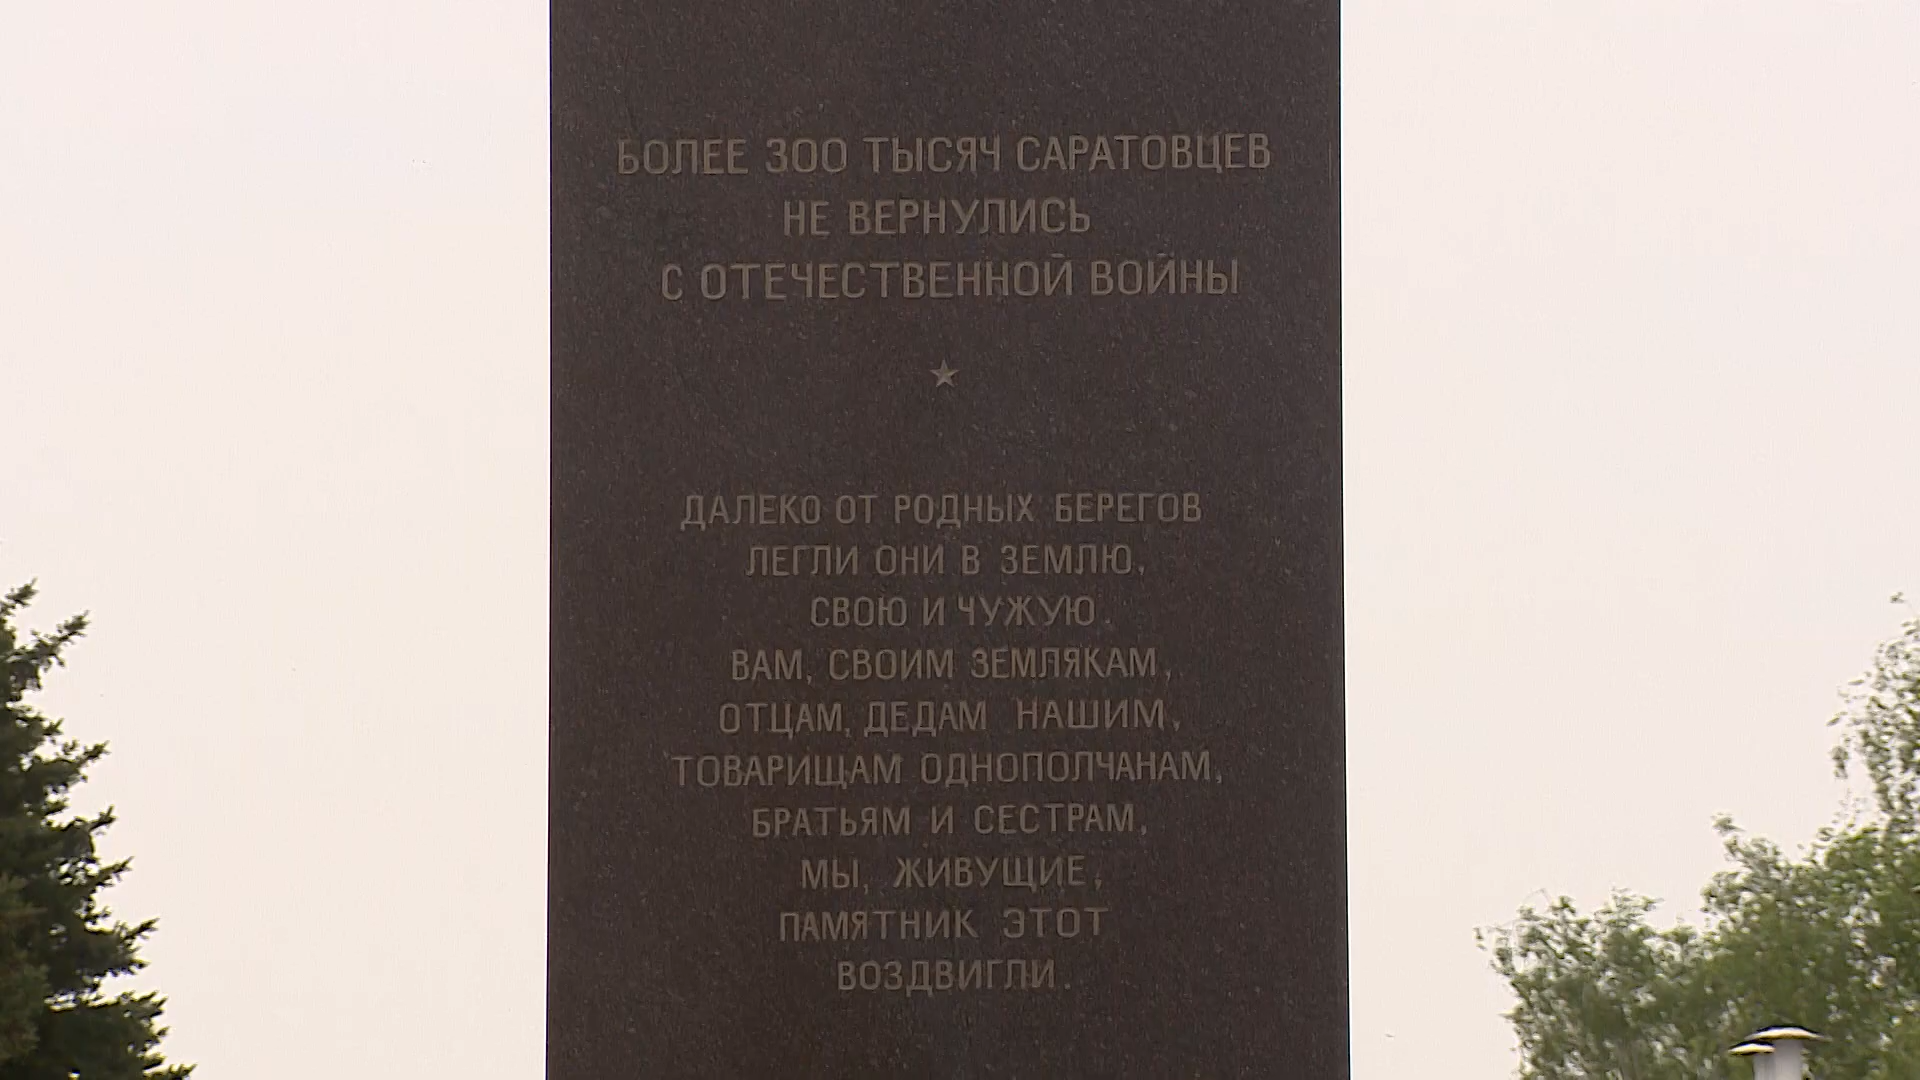 БОЛЕЕ 300 ТЫСЯЧ САРАТОВЦЕВ
НЕ ВЕРНУЛИСЬ
С ОТЕЧЕСТВЕННОЙ ВОЙНЫ
ДАЛЕКО ОТ РОДНЫХ БЕРЕГОВ
ЛЕГЛИ ОНИ В ЗЕМЛЮ,
СВОЮ И ЧУЖУЮ.
ВАМ, СВОИМ ЗЕМЛЯКАМ,
ОТЦАМ, ДЕДАМ НАШИМ,
ТОВАРИЩАМ ОДНОПОЛЧАНАМ,
БРАТЬЯМ И СЕСТРАМ,
МЫ, ЖИВУЩИЕ,
ПАМЯТНИК ЭТОТ
ВОЗДВИГЛИ.